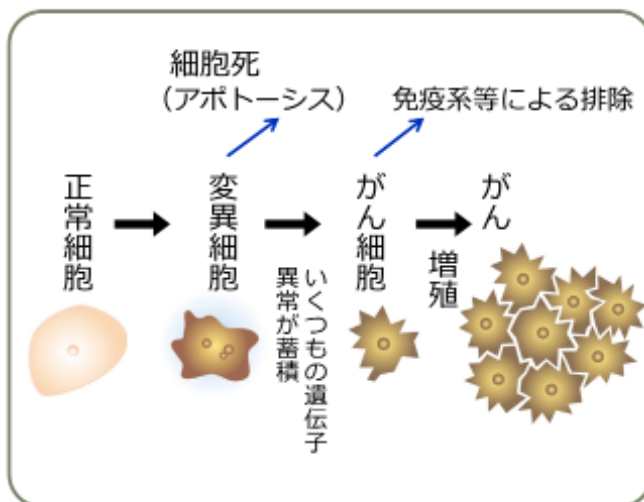 細胞死
（アポトーシス）
免疫系等による排除
正常細胞
変異細胞
いくつもの遺伝子
異常が蓄積
がん細胞
増殖
がん